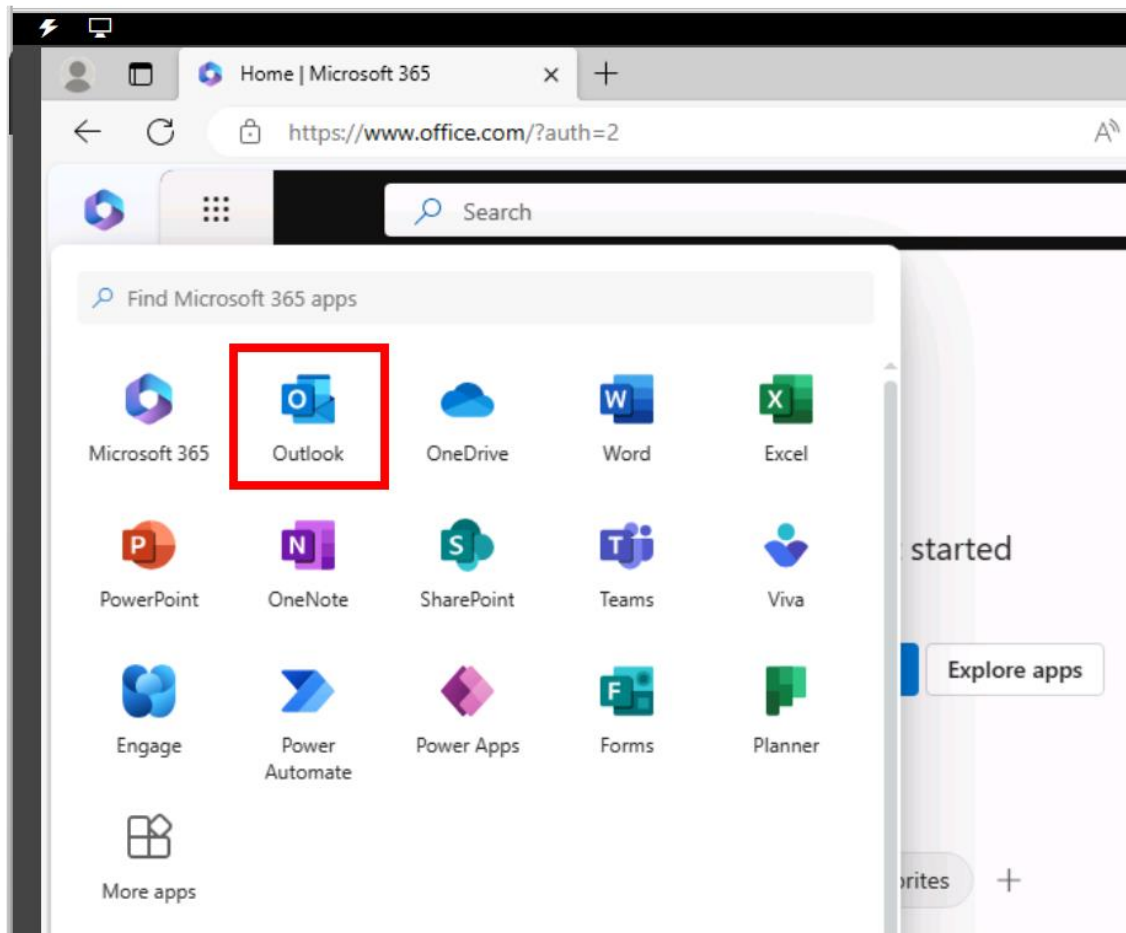 Home | Microsoft 365
https://www.office.com/?auth=2
A
Search
Find Microsoft 365 apps
O
W
X
Microsoft 365
Outlook
OneDrive
Word
Excel
P
N
S
T
started
PowerPoint
OneNote
SharePoint
Teams
Viva
F
Explore apps
Engage
Power
Automate
Power Apps
Forms
Planner
More apps
orites